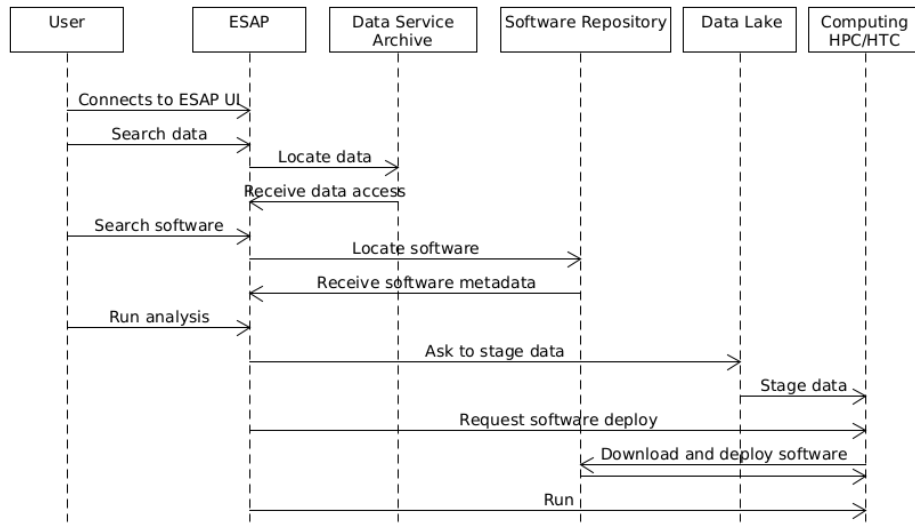 User
ESAP
Data Service
Archive
Software Repository
Data Lake
Computing
HPC/HTC
Connects to ESAP UI
Search data
Locate data
Receive data access
Search software
Locate software
Receive software metadata
Run analysis
Ask to stage data
Stage data
Request software deploy
Download and deploy software
Run